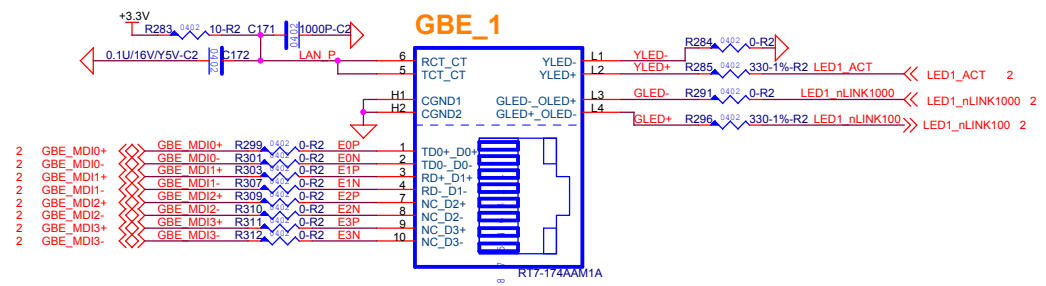 GBE_1
+3.3V
R283 0402 10-R2 C171 0402 1000P-C2
0.1U/16V/Y5V-C2 0402 C172 LAN_P
6 RCT_CT
5 TCT_CT
H1 CGND1
H2 CGND2
YLED- L1 YLED- R284 0402 0-R2
YLED+ L2 YLED+ R285 0402 330-1%-R2 LED1_ACT LED1_ACT 2
GLED-_OLED+ L3 GLED- R291 0402 0-R2 LED1_nLINK1000 LED1_nLINK1000 2
GLED+_OLED- L4 GLED+ R296 0402 330-1%-R2 LED1_nLINK100 LED1_nLINK100 2
2 GBE_MDI0+ GBE_MDI0+ R299 0402 0-R2 E0P 1 TD0+_D0+
2 GBE_MDI0- GBE_MDI0- R301 0402 0-R2 E0N 2 TD0-_D0-
2 GBE_MDI1+ GBE_MDI1+ R303 0402 0-R2 E1P 3 RD+_D1+
2 GBE_MDI1- GBE_MDI1- R307 0402 0-R2 E1N 4 RD-_D1-
2 GBE_MDI2+ GBE_MDI2+ R309 0402 0-R2 E2P 7 NC_D2+
2 GBE_MDI2- GBE_MDI2- R310 0402 0-R2 E2N 8 NC_D2-
2 GBE_MDI3+ GBE_MDI3+ R311 0402 0-R2 E3P 9 NC_D3+
2 GBE_MDI3- GBE_MDI3- R312 0402 0-R2 E3N 10 NC_D3-
RT7-174AAM1A
8